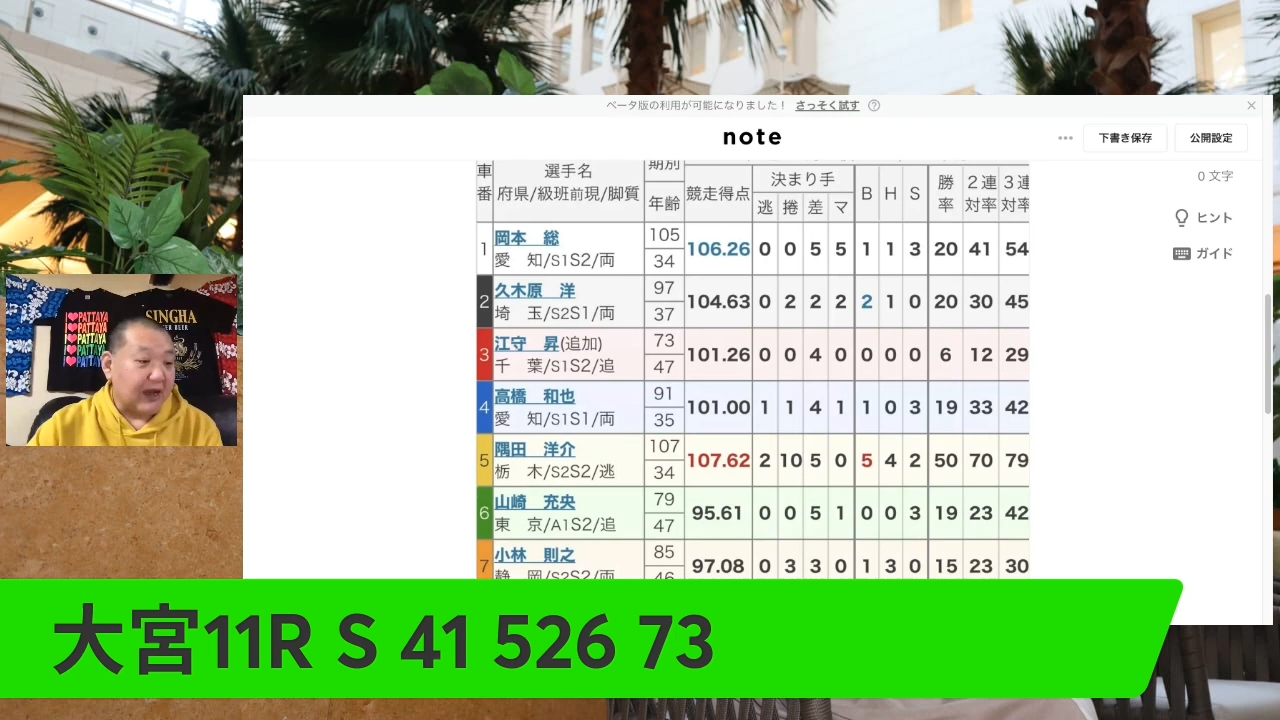 ベータ版の利用が可能になりました！ さっそく試す ?
note
下書き保存
公開設定
0 文字
ヒント
ガイド
車番 選手名 府県/級班前現/脚質 期別 年齢 競走得点 決まり手 逃 捲 差 マ B H S 勝率 2連対率 3連対率
1 岡本 総 愛 知/S1S2/両 105 34 106.26 0 0 5 5 1 1 3 20 41 54
2 久木原 洋 埼 玉/S2S1/両 97 37 104.63 0 2 2 2 2 1 0 20 30 45
3 江守 昇(追加) 千 葉/S1S2/追 73 47 101.26 0 0 4 0 0 0 0 6 12 29
4 高橋 和也 愛 知/S1S1/両 91 35 101.00 1 1 4 1 1 0 3 19 33 42
5 隅田 洋介 栃 木/S2S2/逃 107 34 107.62 2 10 5 0 5 4 2 50 70 79
6 山崎 充央 東 京/A1S2/追 79 47 95.61 0 0 5 1 0 0 3 19 23 42
7 小林 則之 静 岡/S2S2/両 85 46 97.08 0 3 3 0 1 3 0 15 23 30
I❤PATTAYA
I❤PATTAYA
I❤PATTAYA
I❤PATTAYA
I❤PATTAYA
SINGHA
大宮11R S 41 526 73